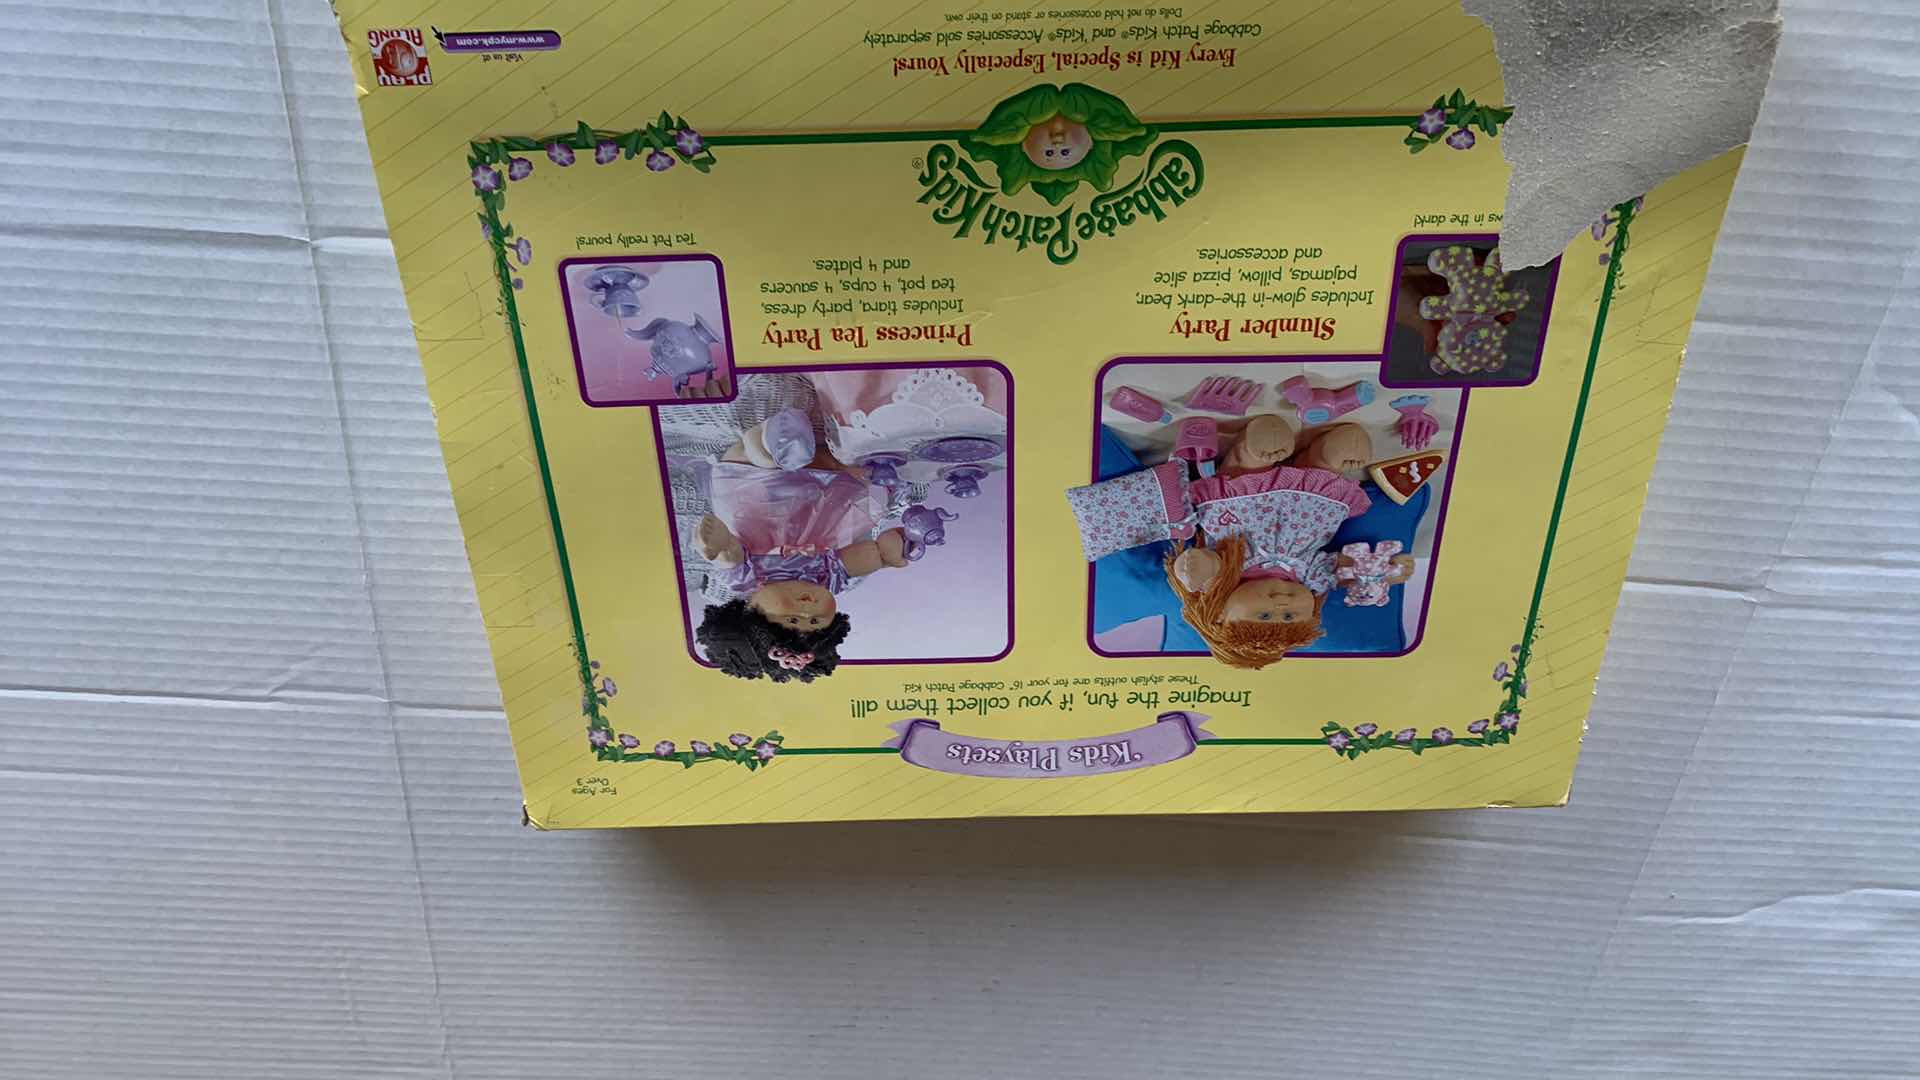 For Ages
Over 3
'Kids Playsets
Imagine the fun, if you collect them all!
These stylish outfits are for your 16" Cabbage Patch Kid.
Slumber Party
Includes glow-in-the-dark bear,
pajamas, pillow, pizza slice
and accessories.
in the dark!
Princess Tea Party
Includes tiara, party dress,
tea pot, 4 cups, 4 saucers
and 4 plates.
Tea Pot really pours!
Cabbage Patch Kids®
Every Kid is Special, Especially Yours!
Cabbage Patch Kids® and 'Kids® Accessories sold separately
Dolls do not hold accessories or stand on their own.
Visit us at
www.mycpk.com
PLAY
ALONG